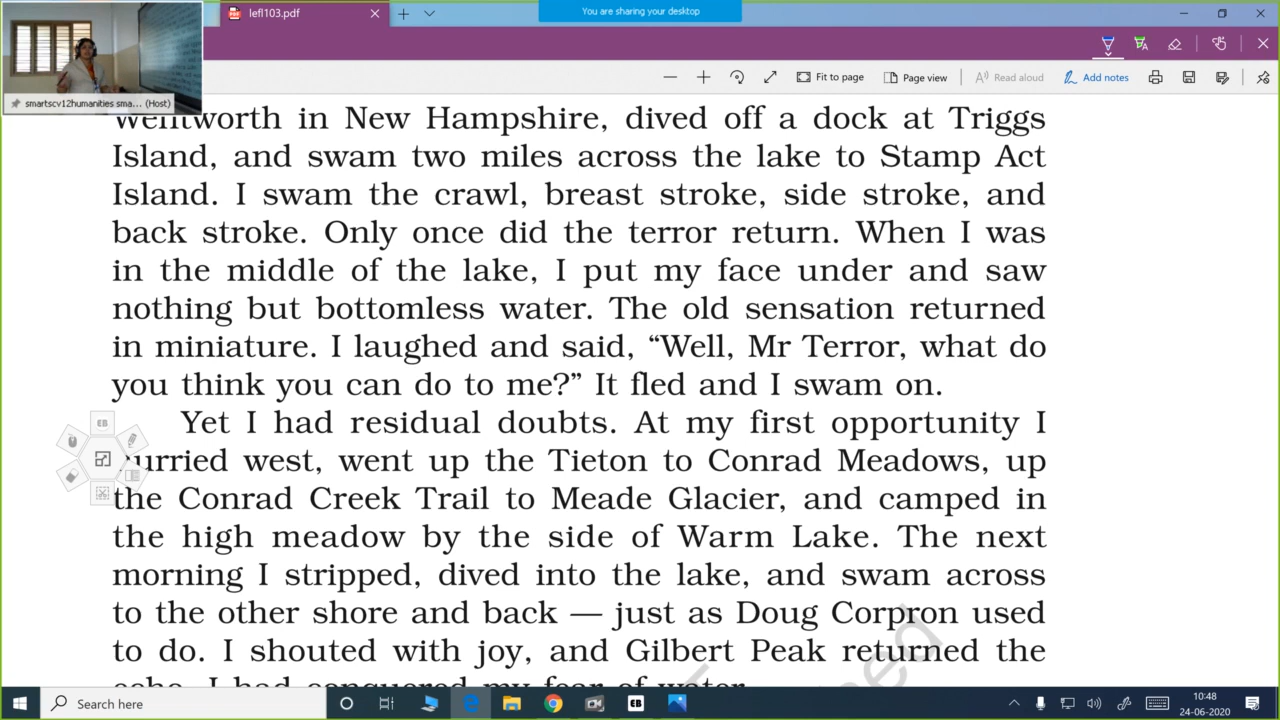 lefl103.pdf
You are sharing your desktop
smartscv12humanities sma... (Host)
Fit to page
Page view
Read aloud
Add notes
Wentworth in New Hampshire, dived off a dock at Triggs
Island, and swam two miles across the lake to Stamp Act
Island. I swam the crawl, breast stroke, side stroke, and
back stroke. Only once did the terror return. When I was
in the middle of the lake, I put my face under and saw
nothing but bottomless water. The old sensation returned
in miniature. I laughed and said, “Well, Mr Terror, what do
you think you can do to me?” It fled and I swam on.
Yet I had residual doubts. At my first opportunity I
hurried west, went up the Tieton to Conrad Meadows, up
the Conrad Creek Trail to Meade Glacier, and camped in
the high meadow by the side of Warm Lake. The next
morning I stripped, dived into the lake, and swam across
to the other shore and back — just as Doug Corpron used
to do. I shouted with joy, and Gilbert Peak returned the
echo. I had conquered my fear of water.
EB
Search here
EB
10:48
24-06-2020